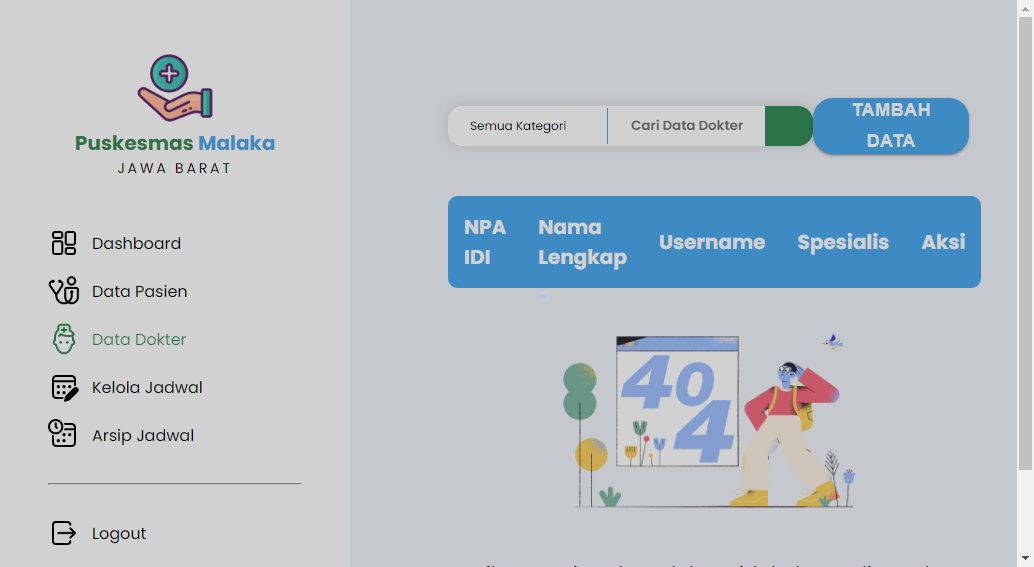 Puskesmas Malaka
JAWA BARAT
Dashboard
Data Pasien
Data Dokter
Kelola Jadwal
Arsip Jadwal
Logout
Semua Kategori
Cari Data Dokter
TAMBAH
DATA
NPA
IDI
Nama
Lengkap
Username
Spesialis
Aksi
404